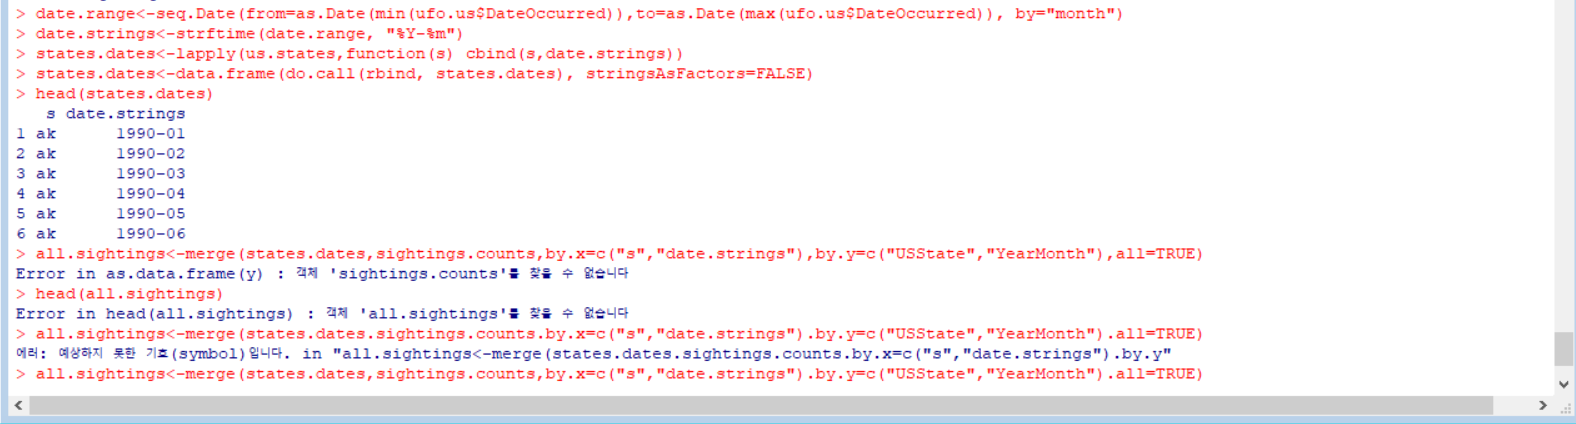 > date.range<-seq.Date(from=as.Date(min(ufo.us$DateOccurred)),to=as.Date(max(ufo.us$DateOccurred)), by="month")
> date.strings<-strftime(date.range, "%Y-%m")
> states.dates<-lapply(us.states,function(s) cbind(s,date.strings))
> states.dates<-data.frame(do.call(rbind, states.dates), stringsAsFactors=FALSE)
> head(states.dates)
s date.strings
1 ak 1990-01
2 ak 1990-02
3 ak 1990-03
4 ak 1990-04
5 ak 1990-05
6 ak 1990-06
> all.sightings<-merge(states.dates,sightings.counts,by.x=c("s","date.strings"),by.y=c("USState","YearMonth"),all=TRUE)
Error in as.data.frame(y) : 객체 'sightings.counts'를 찾을 수 없습니다
> head(all.sightings)
Error in head(all.sightings) : 객체 'all.sightings'를 찾을 수 없습니다
> all.sightings<-merge(states.dates.sightings.counts.by.x=c("s","date.strings").by.y=c("USState","YearMonth").all=TRUE)
에러: 예상하지 못한 기호(symbol)입니다. in "all.sightings<-merge(states.dates.sightings.counts.by.x=c("s","date.strings").by.y"
> all.sightings<-merge(states.dates,sightings.counts,by.x=c("s","date.strings").by.y=c("USState","YearMonth").all=TRUE)